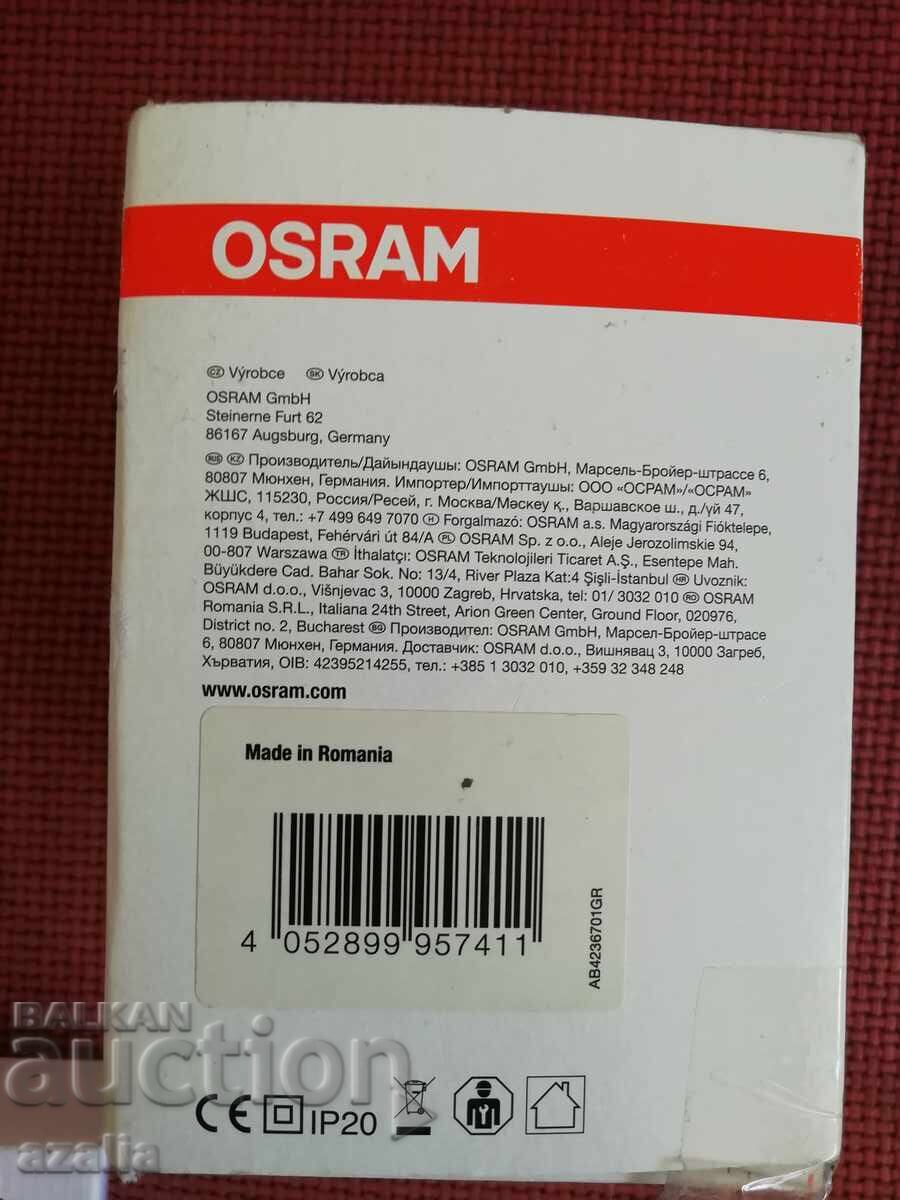 OSRAM
CZ Výrobce SK Výrobca
OSRAM GmbH
Steinerne Furt 62
86167 Augsburg, Germany
RUS KZ Производитель/Дайындаушы: OSRAM GmbH, Марсель-Бройер-штрассе 6,
80807 Мюнхен, Германия. Импортер/Импорттаушы: ООО «ОСРАМ»/«ОСРАМ»
ЖШС, 115230, Россия/Ресей, г. Москва/Мәскеу қ., Варшавское ш., д./үй 47,
корпус 4, тел.: +7 499 649 7070 H Forgalmazó: OSRAM a.s. Magyarországi Fióktelepe,
1119 Budapest, Fehérvári út 84/A PL OSRAM Sp. z o.o., Aleje Jerozolimskie 94,
00-807 Warszawa TR İthalatçı: OSRAM Teknolojileri Ticaret A.Ş., Esentepe Mah.
Büyükdere Cad. Bahar Sok. No: 13/4, River Plaza Kat:4 Şişli-İstanbul HR Uvoznik:
OSRAM d.o.o., Višnjevac 3, 10000 Zagreb, Hrvatska, tel: 01/ 3032 010 RO OSRAM
Romania S.R.L., Italiana 24th Street, Arion Green Center, Ground Floor, 020976,
District no. 2, Bucharest BG Производител: OSRAM GmbH, Марсел-Бройер-щрасе
6, 80807 Мюнхен, Германия. Доставчик: OSRAM d.o.o., Вишнявац 3, 10000 Загреб,
Хърватия, OIB: 42395214255, тел.: +385 1 3032 010, +359 32 348 248
www.osram.com
Made in Romania
4 052899 957411
AB4236701GR
CE IP20
BALKAN
auction
azalia